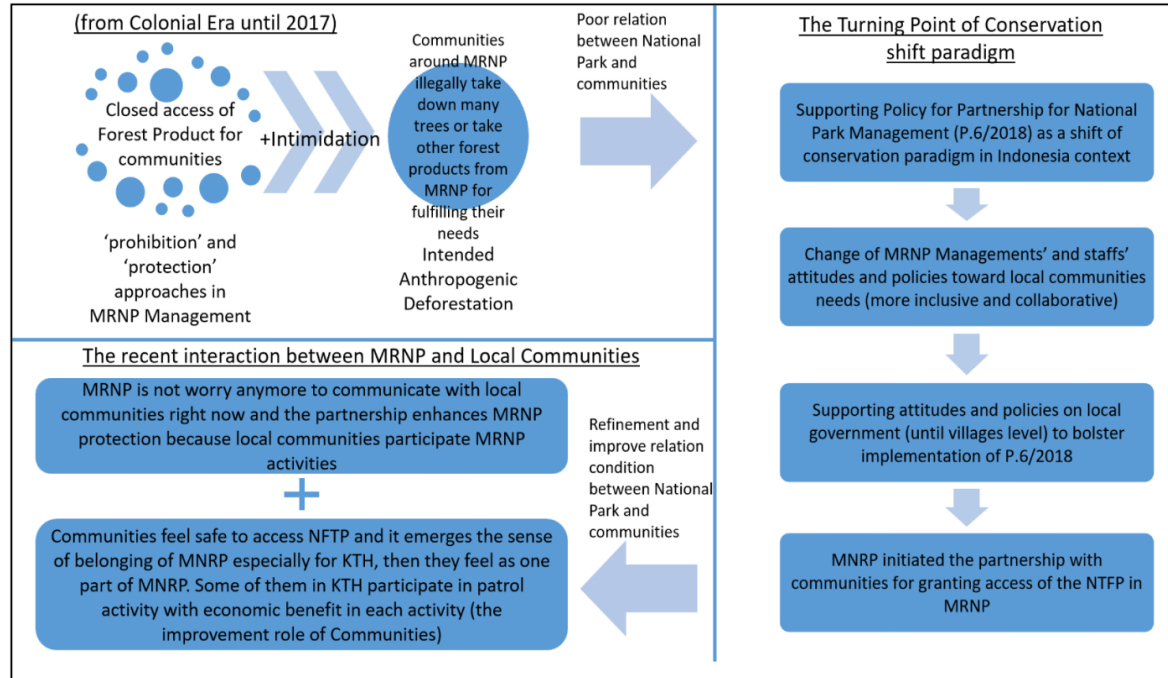 (from Colonial Era until 2017)
Closed access of
Forest Product for
communities
'prohibition' and
'protection'
approaches in
MRNP Management
+Intimidation
Communities
around MRNP
illegally take
down many
trees or take
other forest
products from
MRNP for
fulfilling their
needs
Intended
Anthropogenic
Deforestation
Poor relation
between National
Park and
communities
The Turning Point of Conservation
shift paradigm
Supporting Policy for Partnership for National
Park Management (P.6/2018) as a shift of
conservation paradigm in Indonesia context
Change of MRNP Managements' and staffs'
attitudes and policies toward local communities
needs (more inclusive and collaborative)
Supporting attitudes and policies on local
government (until villages level) to bolster
implementation of P.6/2018
MNRP initiated the partnership with
communities for granting access of the NTFP in
MRNP
Refinement and
improve relation
condition
between National
Park and
communities
The recent interaction between MRNP and Local Communities
MRNP is not worry anymore to communicate with
local communities right now and the partnership enhances MRNP
protection because local communities participate MRNP
activities
+
Communities feel safe to access NFTP and it emerges the sense
of belonging of MNRP especially for KTH, then they feel as one
part of MNRP. Some of them in KTH participate in patrol
activity with economic benefit in each activity (the
improvement role of Communities)